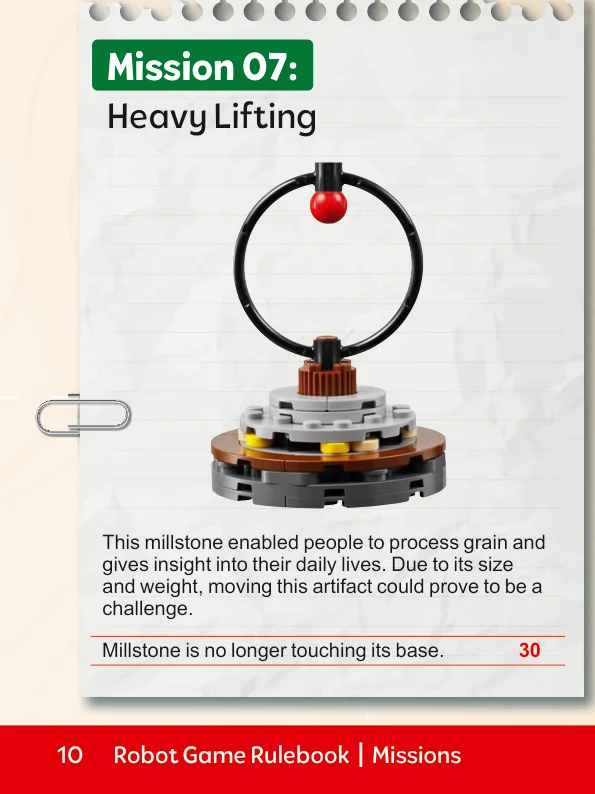 Mission 07:
Heavy Lifting
This millstone enabled people to process grain and
gives insight into their daily lives. Due to its size
and weight, moving this artifact could prove to be a
challenge.
Millstone is no longer touching its base. 30
10 Robot Game Rulebook | Missions